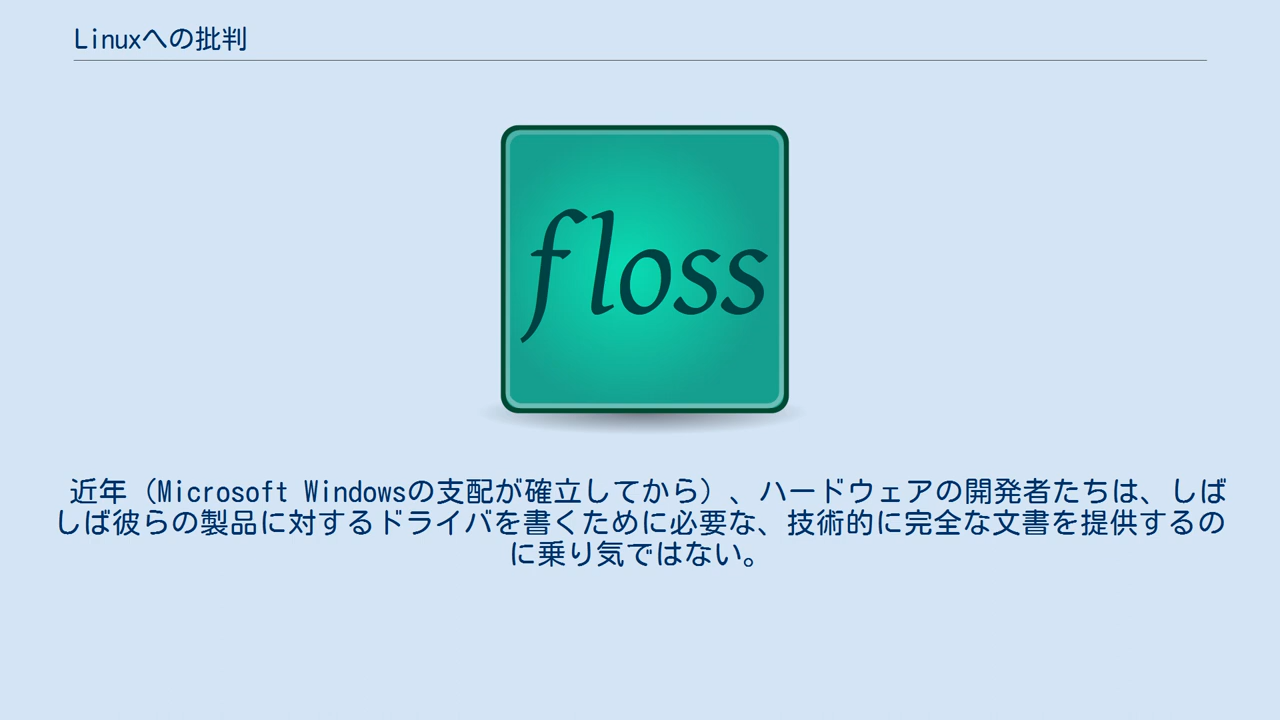 Linuxへの批判
floss
近年（Microsoft Windowsの支配が確立してから）、ハードウェアの開発者たちは、しば
しば彼らの製品に対するドライバを書くために必要な、技術的に完全な文書を提供するの
に乗り気ではない。